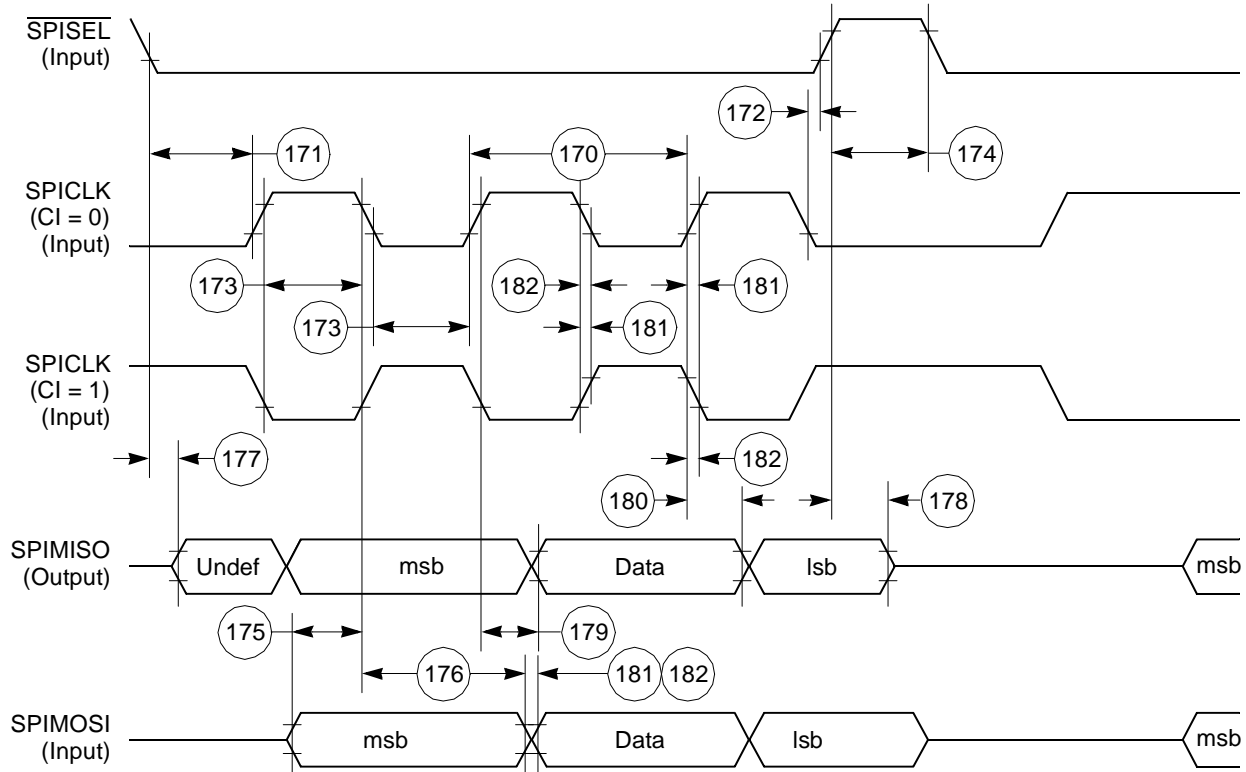 SPISEL
(Input)
172
171
170
174
SPICLK
(CI = 0)
(Input)
173
182
181
173
181
SPICLK
(CI = 1)
(Input)
177
182
180
178
SPIMISO
(Output)
Undef
msb
Data
lsb
msb
175
179
176
181
182
SPIMOSI
(Input)
msb
Data
lsb
msb